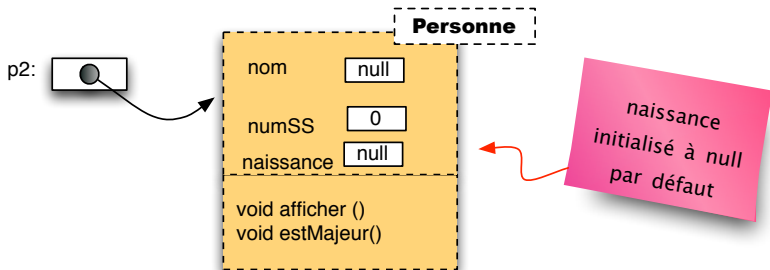 Personne
p2:
nom null
numSS 0
naissance null
void afficher ()
void estMajeur()
naissance
initialisé à null
par défaut